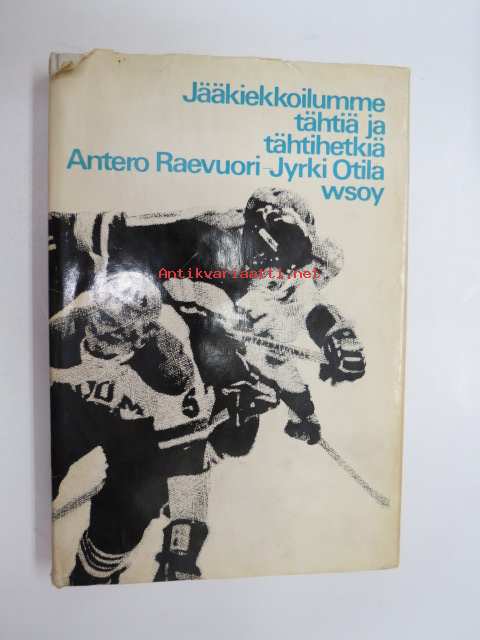 Jääkiekkoilumme
tähtiä ja
tähtihetkiä
Antero Raevuori-Jyrki Otila
wsoy
Antikvariaatti.net